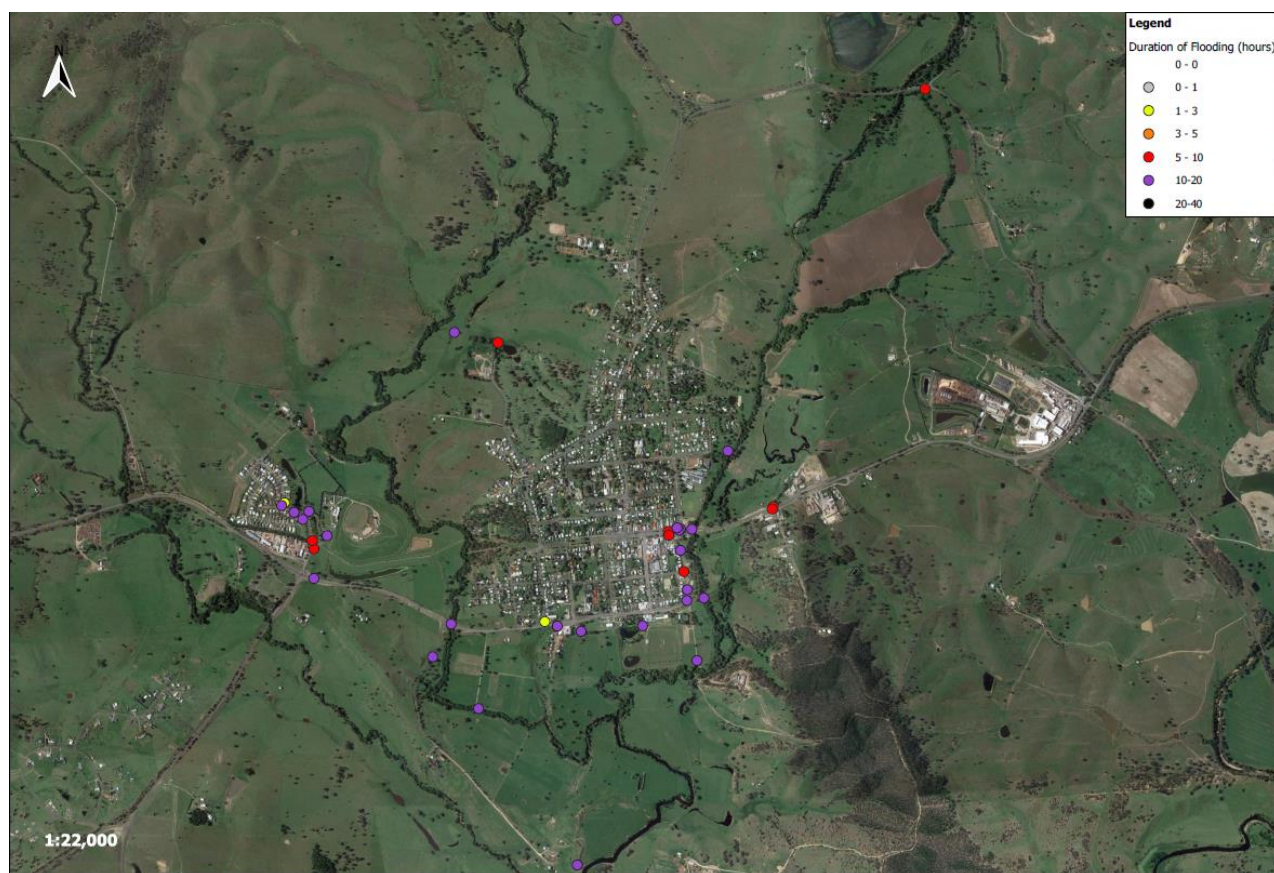 N
Legend
Duration of Flooding (hours)
0 - 0
0 - 1
1 - 3
3 - 5
5 - 10
10-20
20-40
1:22,000